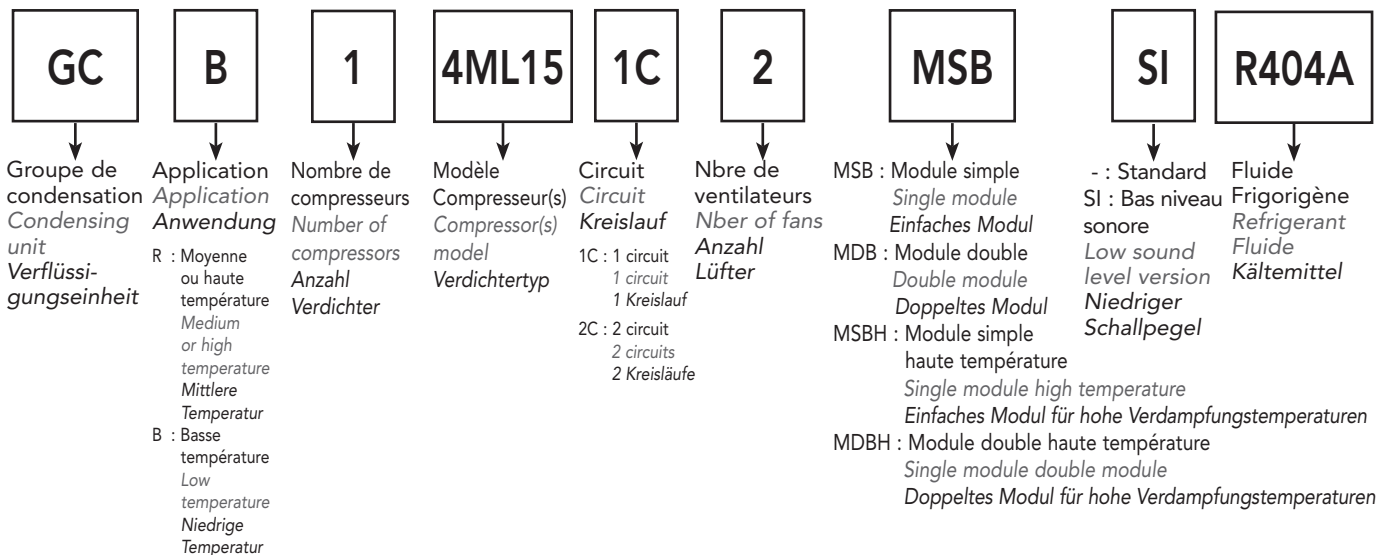 GC B 1 4ML15 1C 2 MSB SI R404A
Groupe de
condensation
Condensing
unit
Verflüssi-
gungseinheit
Application
Application
Anwendung
R : Moyenne
ou haute
température
Medium
or high
temperature
Mittlere
Temperatur
B : Basse
température
Low
temperature
Niedrige
Temperatur
Nombre de
compresseurs
Number of
compressors
Anzahl
Verdichter
Modèle
Compresseur(s)
Compressor(s)
model
Verdichtertyp
Circuit
Circuit
Kreislauf
1C : 1 circuit
1 circuit
1 Kreislauf
2C : 2 circuit
2 circuits
2 Kreisläufe
Nbre de
ventilateurs
Nber of fans
Anzahl
Lüfter
MSB : Module simple
Single module
Einfaches Modul
MDB : Module double
Double module
Doppeltes Modul
MSBH : Module simple
haute température
Single module high temperature
Einfaches Modul für hohe Verdampfungstemperaturen
MDBH : Module double haute température
Single module double module
Doppeltes Modul für hohe Verdampfungstemperaturen
- : Standard
SI : Bas niveau
sonore
Low sound
level version
Niedriger
Schallpegel
Fluide
Frigorigène
Refrigerant
Fluide
Kältemittel